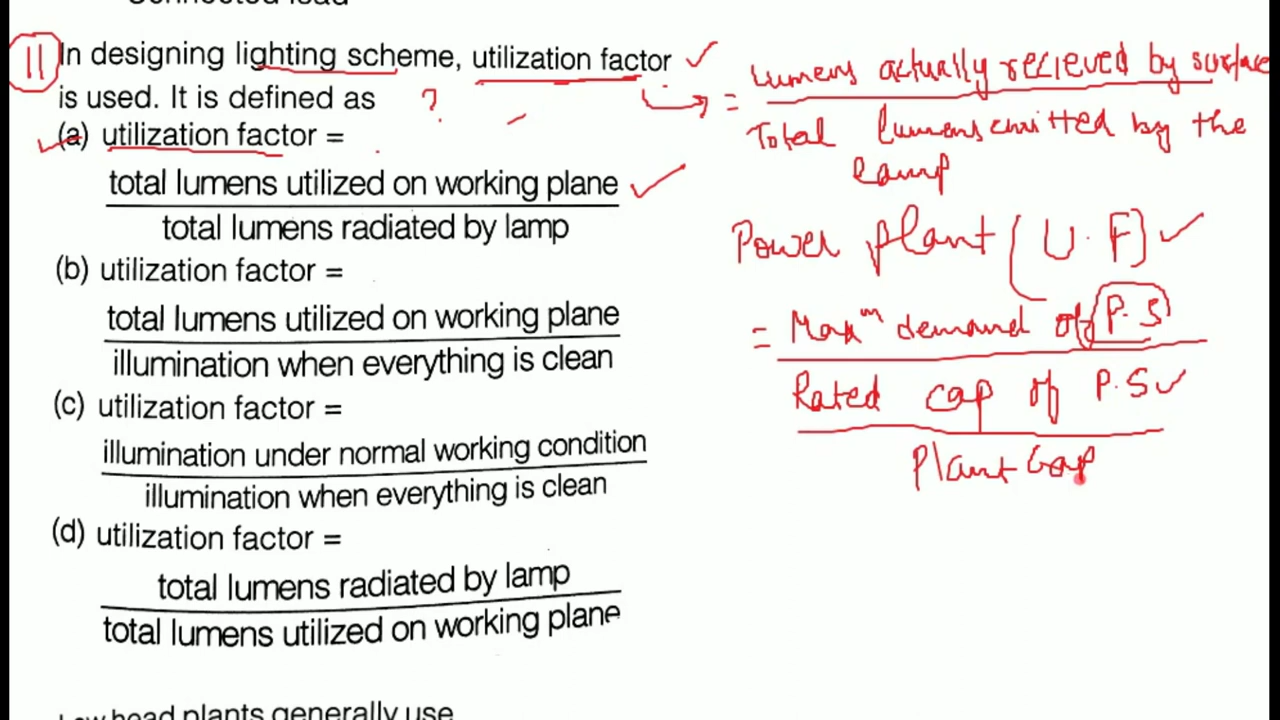 Connected load
11 In designing lighting scheme, utilization factor
is used. It is defined as ?
(a) utilization factor =
total lumens utilized on working plane
total lumens radiated by lamp
(b) utilization factor =
total lumens utilized on working plane
illumination when everything is clean
(c) utilization factor =
illumination under normal working condition
illumination when everything is clean
(d) utilization factor =
total lumens radiated by lamp
total lumens utilized on working plane
Low head plants generally use
= Lumens actually recieved by surface
Total lumens emitted by the
lamp
Power plant (U.F)
= Maxm demand of P.S
Rated cap of P.S
Plant Cap